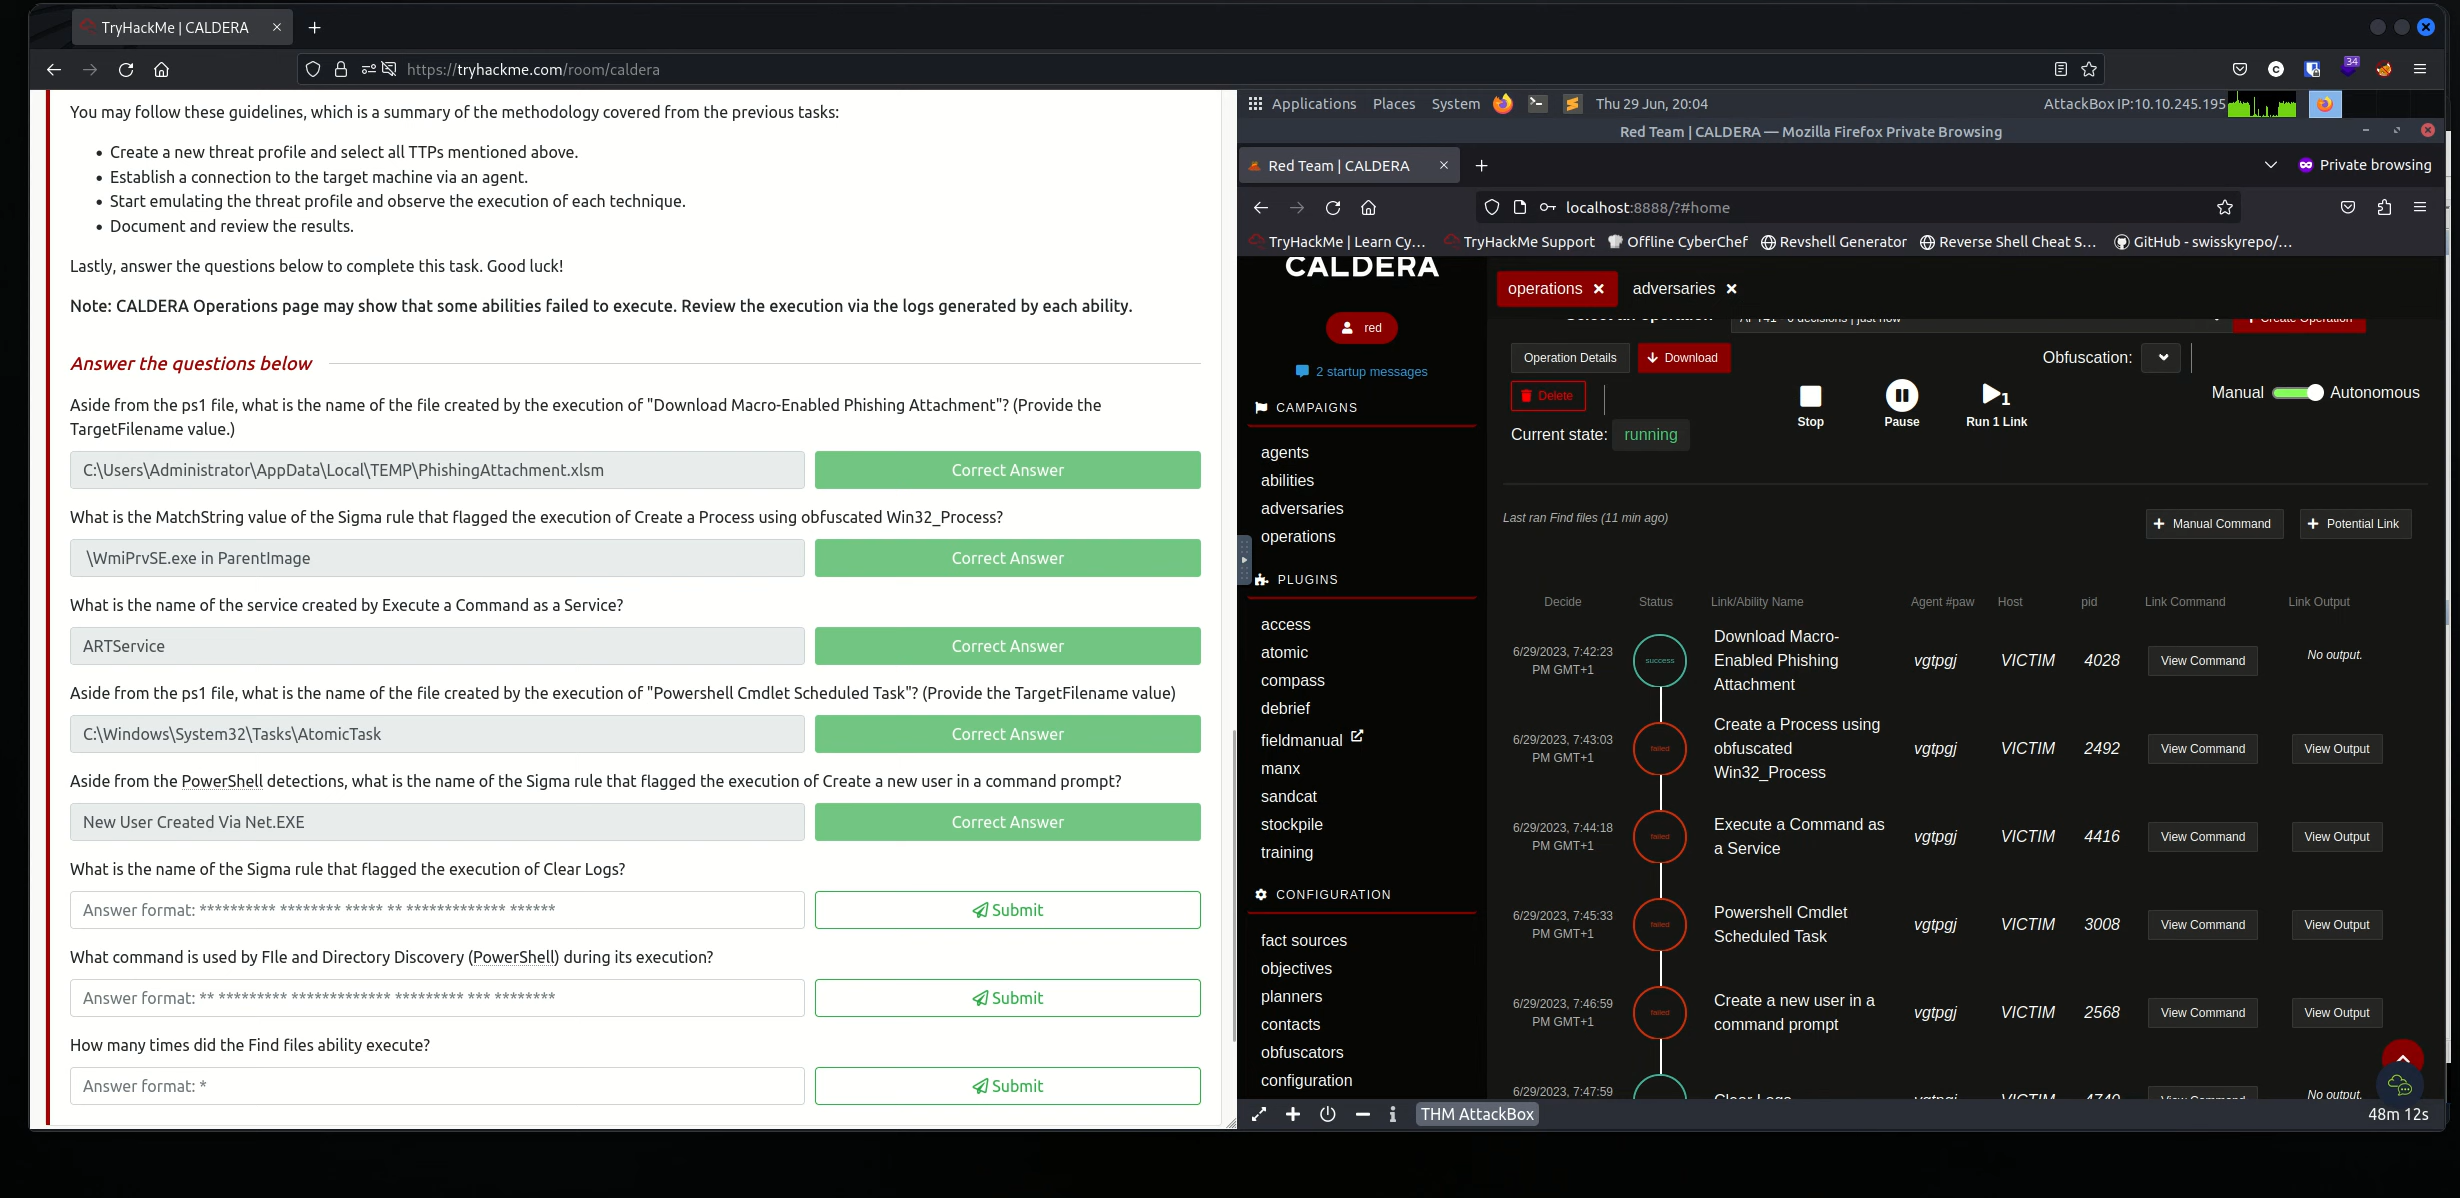 TryHackMe | CALDERA
https://tryhackme.com/room/caldera
34
You may follow these guidelines, which is a summary of the methodology covered from the previous tasks:
• Create a new threat profile and select all TTPs mentioned above.
• Establish a connection to the target machine via an agent.
• Start emulating the threat profile and observe the execution of each technique.
• Document and review the results.
Lastly, answer the questions below to complete this task. Good luck!
Note: CALDERA Operations page may show that some abilities failed to execute. Review the execution via the logs generated by each ability.
Answer the questions below
Aside from the ps1 file, what is the name of the file created by the execution of "Download Macro-Enabled Phishing Attachment"? (Provide the
TargetFilename value.)
C:\Users\Administrator\AppData\Local\TEMP\PhishingAttachment.xlsm
Correct Answer
What is the MatchString value of the Sigma rule that flagged the execution of Create a Process using obfuscated Win32_Process?
\WmiPrvSE.exe in ParentImage
Correct Answer
What is the name of the service created by Execute a Command as a Service?
ARTService
Correct Answer
Aside from the ps1 file, what is the name of the file created by the execution of "Powershell Cmdlet Scheduled Task"? (Provide the TargetFilename value)
C:\Windows\System32\Tasks\AtomicTask
Correct Answer
Aside from the PowerShell detections, what is the name of the Sigma rule that flagged the execution of Create a new user in a command prompt?
New User Created Via Net.EXE
Correct Answer
What is the name of the Sigma rule that flagged the execution of Clear Logs?
Answer format: ********** ******** ***** ** ************* ******
Submit
What command is used by FIle and Directory Discovery (PowerShell) during its execution?
Answer format: ** ********* ************* ********* *** ********
Submit
How many times did the Find files ability execute?
Answer format: *
Submit
Applications Places System Thu 29 Jun, 20:04 AttackBox IP:10.10.245.195
Red Team | CALDERA — Mozilla Firefox Private Browsing
Red Team | CALDERA
Private browsing
localhost:8888/?#home
TryHackMe | Learn Cy... TryHackMe Support Offline CyberChef Revshell Generator Reverse Shell Cheat S... GitHub - swisskyrepo/...
CALDERA
red
2 startup messages
CAMPAIGNS
agents
abilities
adversaries
operations
PLUGINS
access
atomic
compass
debrief
fieldmanual
manx
sandcat
stockpile
training
CONFIGURATION
fact sources
objectives
planners
contacts
obfuscators
configuration
operations
adversaries
Select an operation APT41 - 0 decisions | just now Create Operation
Operation Details
Download
Obfuscation:
Delete
Current state: running
Stop
Pause
1
Run 1 Link
Manual Autonomous
Last ran Find files (11 min ago)
Manual Command
Potential Link
Decide Status Link/Ability Name Agent #paw Host pid Link Command Link Output
6/29/2023, 7:42:23
PM GMT+1
success
Download Macro-
Enabled Phishing
Attachment
vgtpgj VICTIM 4028 View Command No output.
6/29/2023, 7:43:03
PM GMT+1
failed
Create a Process using
obfuscated
Win32_Process
vgtpgj VICTIM 2492 View Command View Output
6/29/2023, 7:44:18
PM GMT+1
failed
Execute a Command as
a Service
vgtpgj VICTIM 4416 View Command View Output
6/29/2023, 7:45:33
PM GMT+1
failed
Powershell Cmdlet
Scheduled Task
vgtpgj VICTIM 3008 View Command View Output
6/29/2023, 7:46:59
PM GMT+1
failed
Create a new user in a
command prompt
vgtpgj VICTIM 2568 View Command View Output
6/29/2023, 7:47:59
Clear Logs
vgtpgj VICTIM 4740 View Command No output.
THM AttackBox
48m 12s